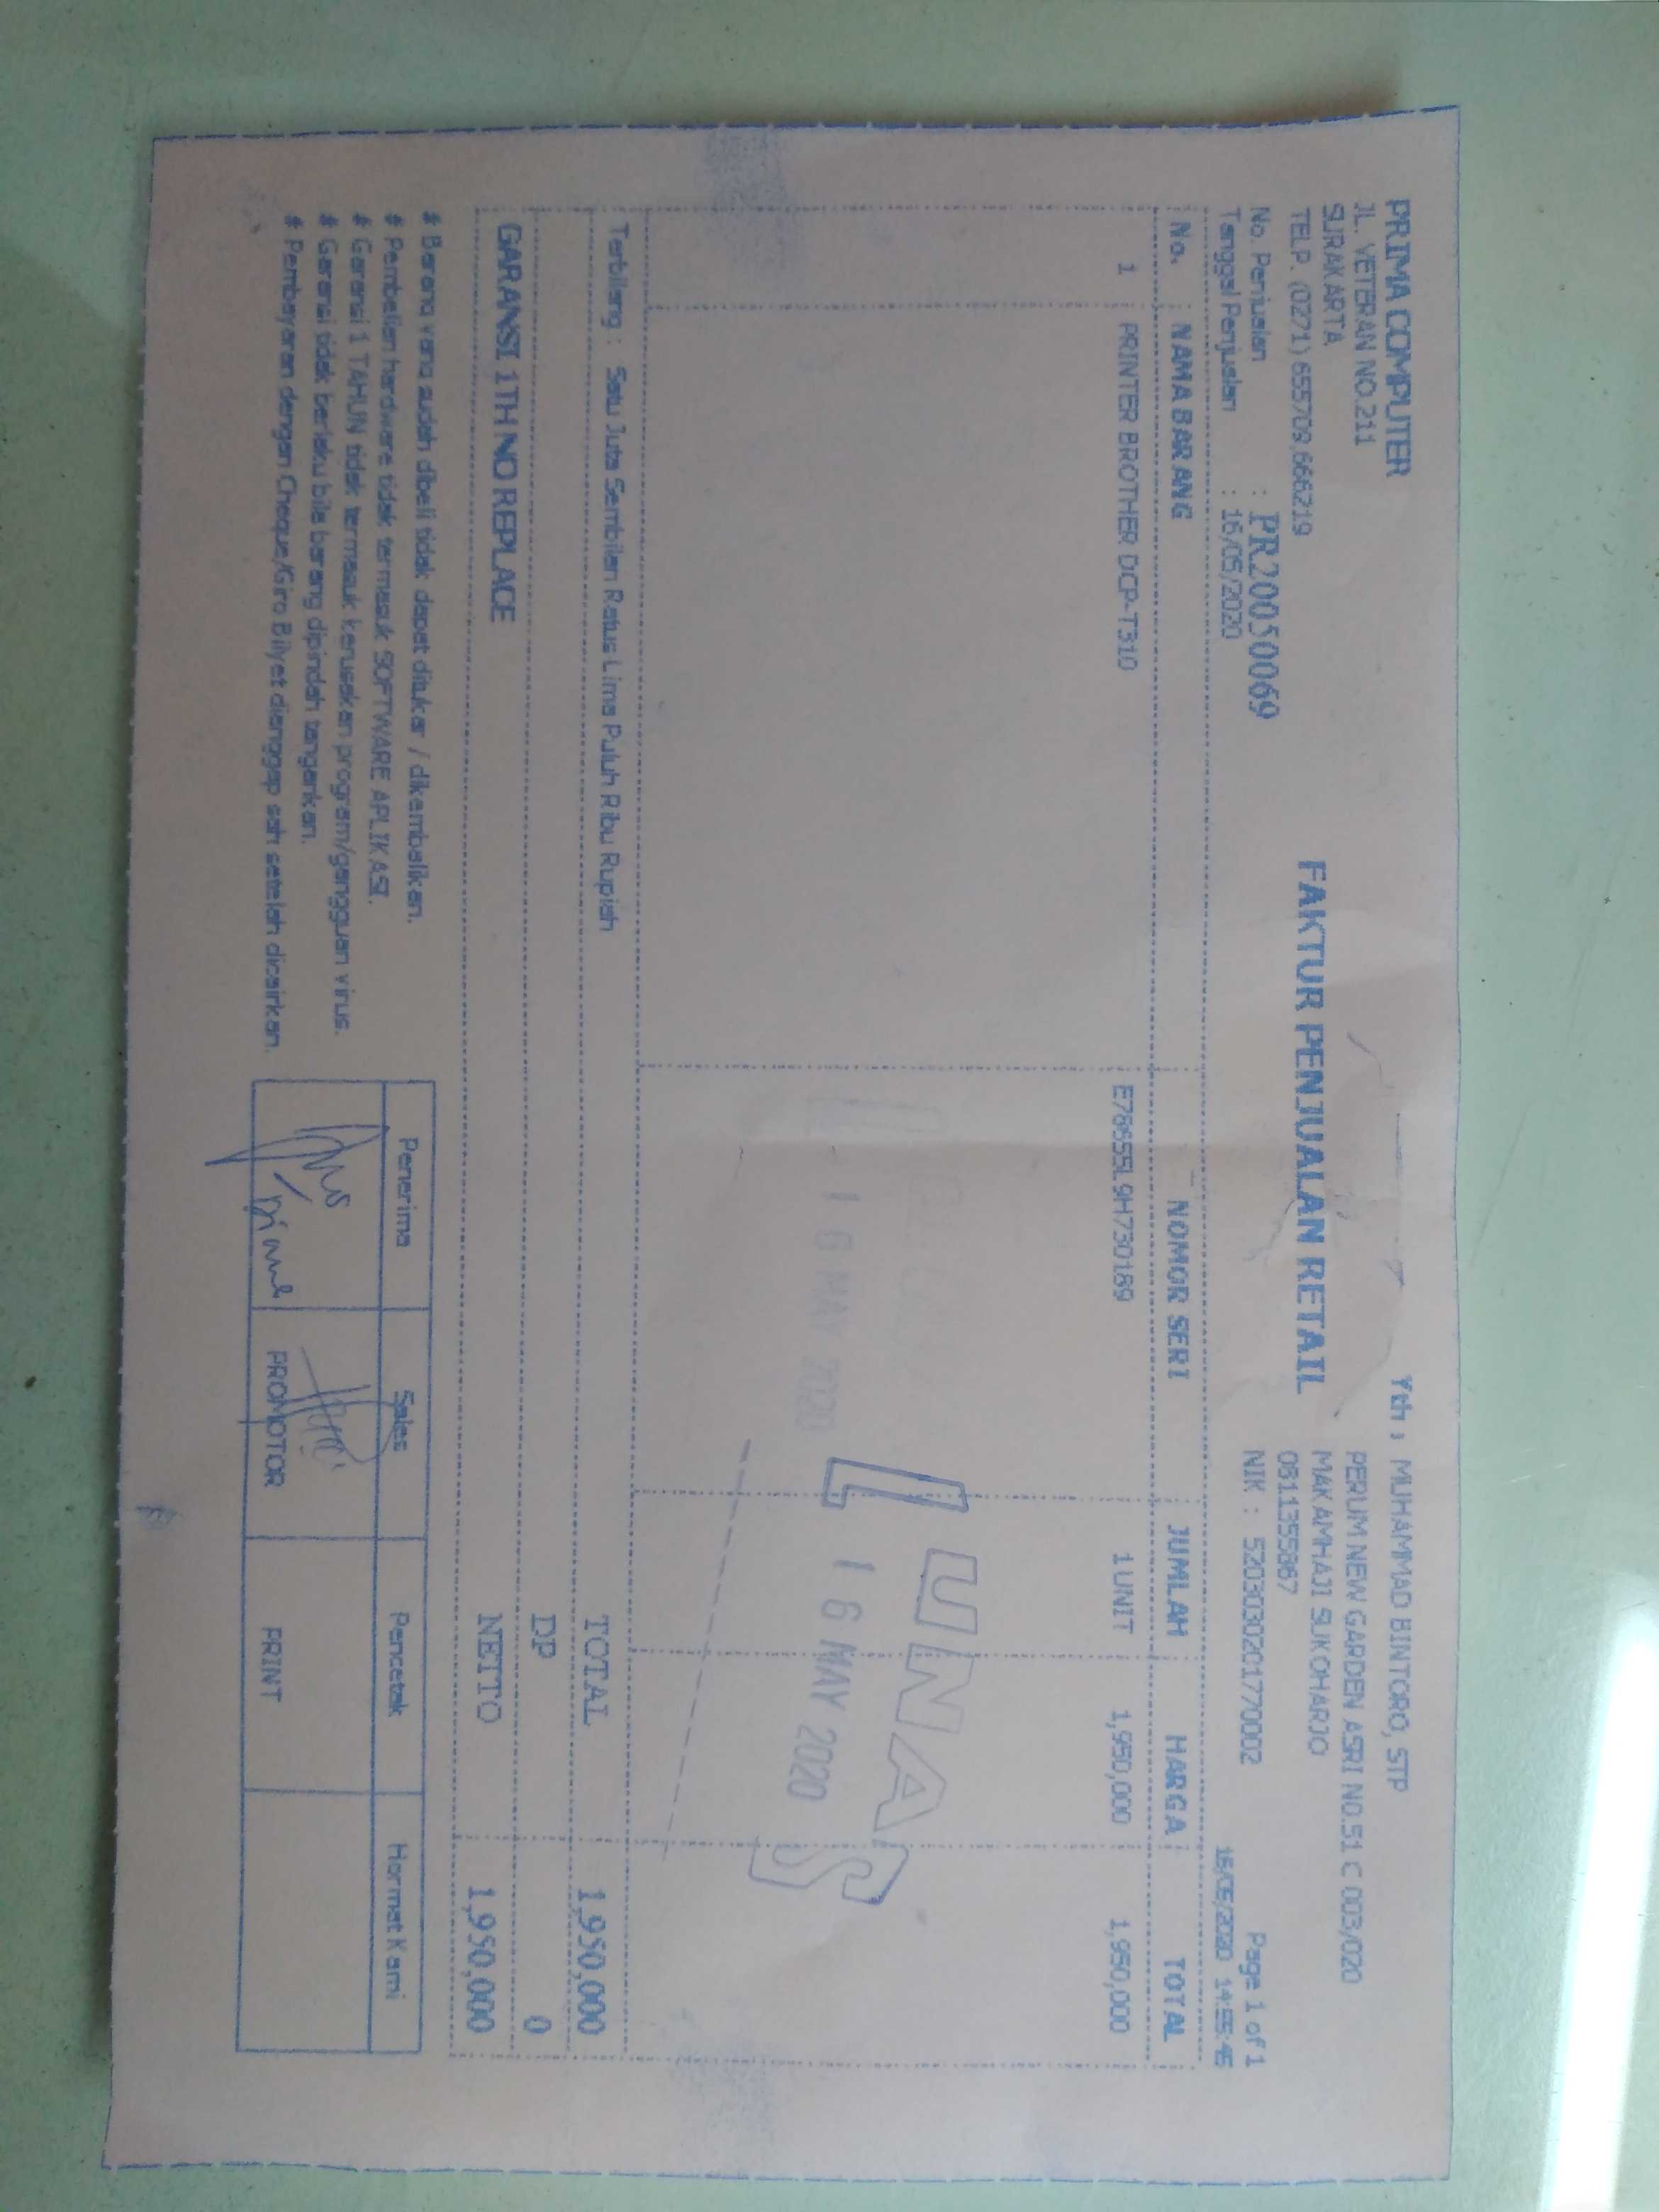 PRIMA COMPUTER
JL. VETERAN NO.211
SURAKARTA
TELP. (0271) 655709,666219
No. Penjualan : PR20050069
Tanggal Penjualan : 16/05/2020
FAKTUR PENJUALAN RETAIL
Yth : MUHAMMAD BINTORO, STP
PERUM NEW GARDEN ASRI NO.51 C 003/020
MAKAMHAJI SUKOHARJO
0811355867
NIK : 5203030201770002
Page 1 of 1
16/05/2020 14:55:45
No. NAMA BARANG NOMOR SERI JUMLAH HARGA TOTAL
1 PRINTER BROTHER DCP-T310 E78655L9H730189 1 UNIT 1,950,000 1,950,000
LUNAS
16 MAY 2020
16 MAY 2020
Terbilang : Satu Juta Sembilan Ratus Lima Puluh Ribu Rupiah
TOTAL 1,950,000
DP 0
GARANSI 1TH NO REPLACE
NETTO 1,950,000
# Barang yang sudah dibeli tidak dapat ditukar / dikembalikan.
# Pembelian hardware tidak termasuk SOFTWARE APLIKASI.
# Garansi 1 TAHUN tidak termasuk kerusakan program/gangguan virus.
# Garansi tidak berlaku bila barang dipindah tangankan.
# Pembayaran dengan Cheque/Giro Bilyet dianggap sah setelah dicairkan.
Penerima Sales Pencetak Hormat Kami
PROMOTOR PRINT